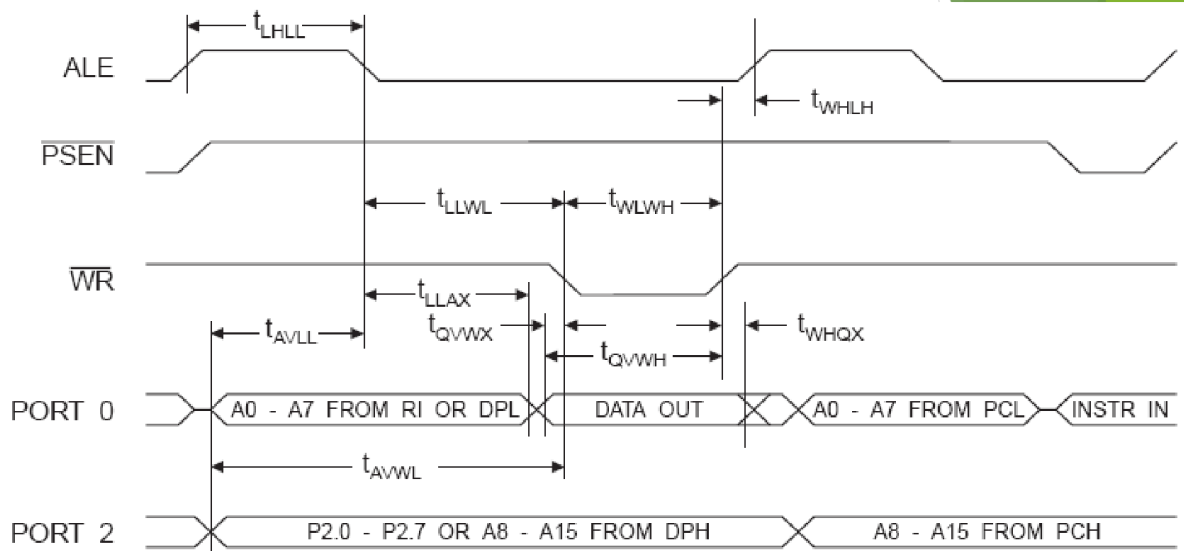 tLHLL
ALE
tWHLH
PSEN
tLLWL
tWLWH
WR
tLLAX
tAVLL
tQVWX
tWHQX
tQVWH
PORT 0
A0 - A7 FROM RI OR DPL
DATA OUT
A0 - A7 FROM PCL
INSTR IN
tAVWL
PORT 2
P2.0 - P2.7 OR A8 - A15 FROM DPH
A8 - A15 FROM PCH